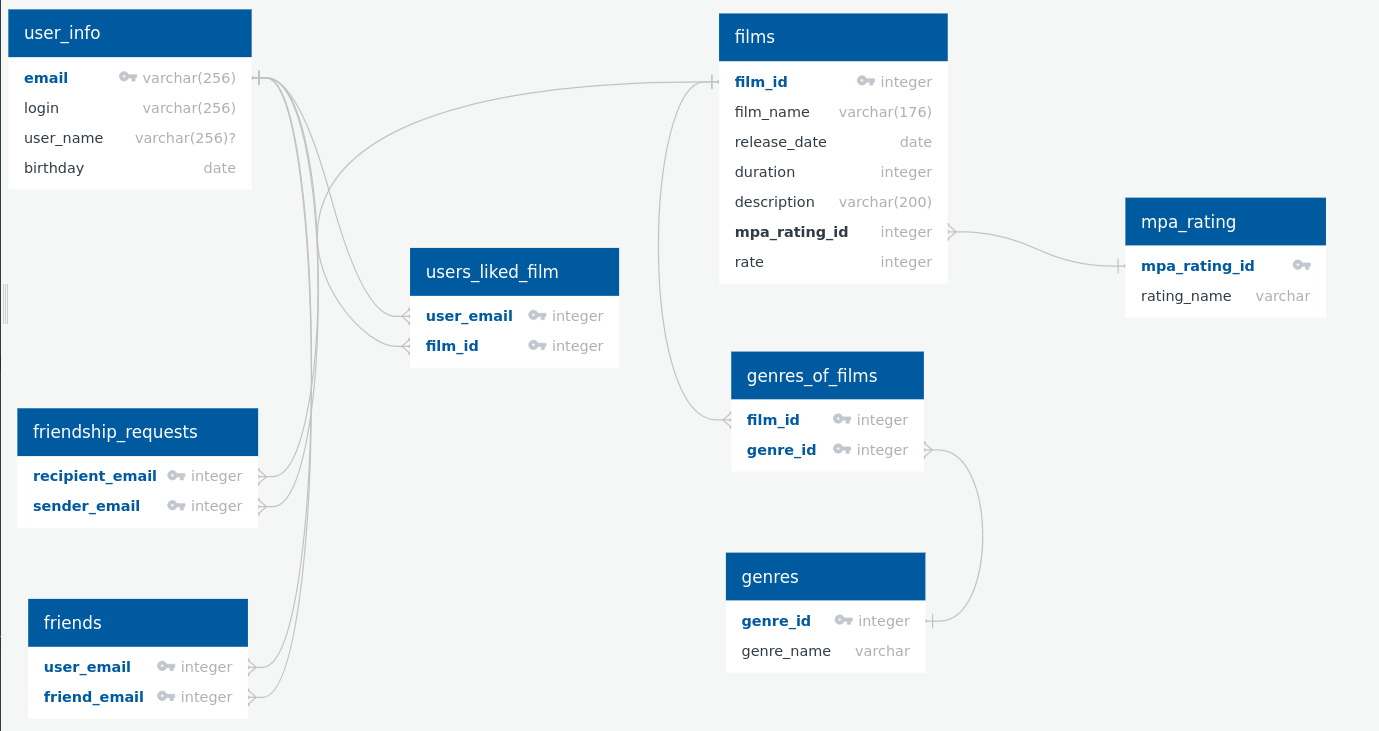 user_info
email varchar(256)
login varchar(256)
user_name varchar(256)?
birthday date
films
film_id integer
film_name varchar(176)
release_date date
duration integer
description varchar(200)
mpa_rating_id integer
rate integer
mpa_rating
mpa_rating_id
rating_name varchar
users_liked_film
user_email integer
film_id integer
genres_of_films
film_id integer
genre_id integer
friendship_requests
recipient_email integer
sender_email integer
genres
genre_id integer
genre_name varchar
friends
user_email integer
friend_email integer